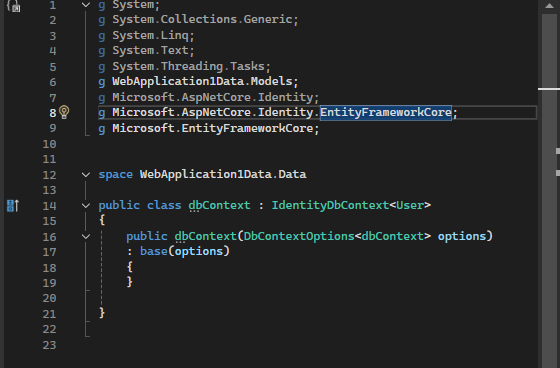 1 g System;
2 g System.Collections.Generic;
3 g System.Linq;
4 g System.Text;
5 g System.Threading.Tasks;
6 g WebApplication1Data.Models;
7 g Microsoft.AspNetCore.Identity;
8 g Microsoft.AspNetCore.Identity.EntityFrameworkCore;
9 g Microsoft.EntityFrameworkCore;
10
11
12 space WebApplication1Data.Data
13
14 public class dbContext : IdentityDbContext<User>
15 {
16 public dbContext(DbContextOptions<dbContext> options)
17 : base(options)
18 {
19 }
20
21 }
22
23